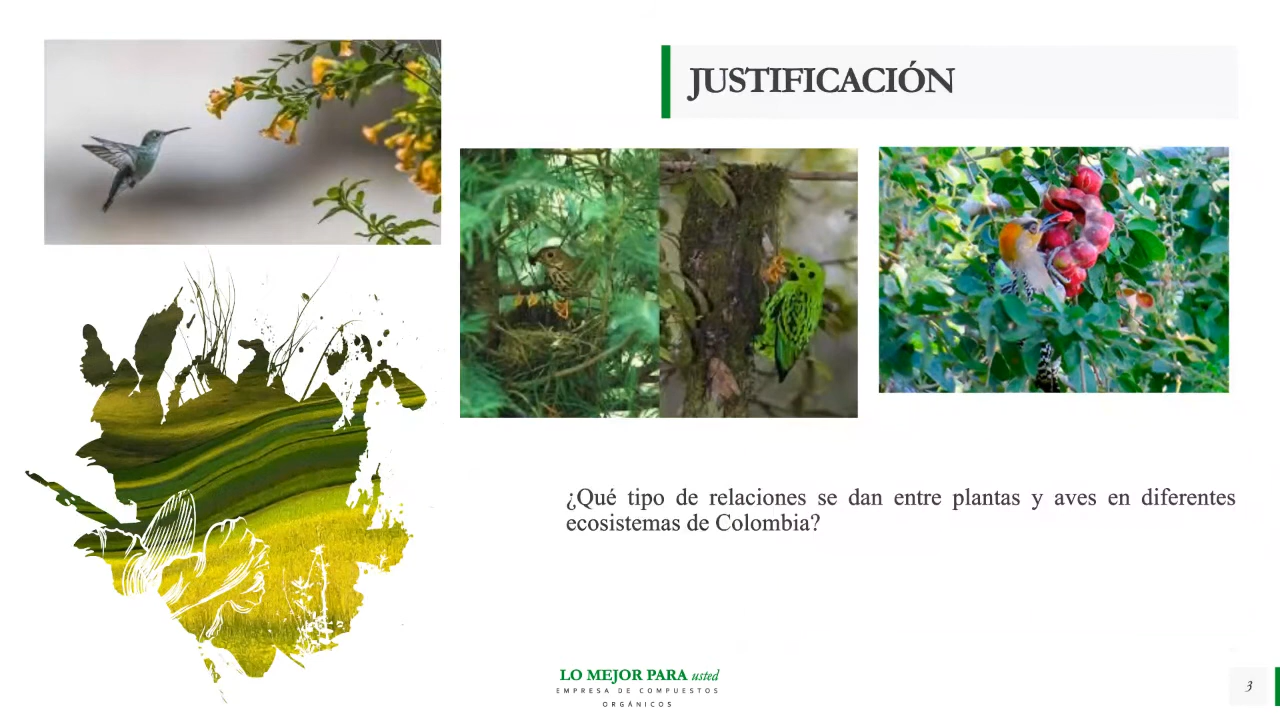 JUSTIFICACIÓN
¿Qué tipo de relaciones se dan entre plantas y aves en diferentes
ecosistemas de Colombia?
LO MEJOR PARA usted
EMPRESA DE COMPUESTOS
ORGÁNICOS
3